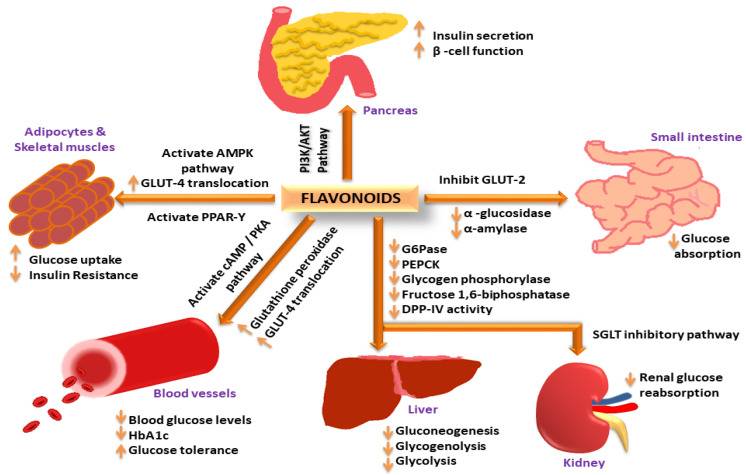 Insulin secretion
β -cell function
Pancreas
PI3K/AKT
Pathway
Adipocytes &
Skeletal muscles
Activate AMPK
pathway
GLUT-4 translocation
Activate PPAR-Y
Glucose uptake
Insulin Resistance
FLAVONOIDS
Small intestine
Inhibit GLUT-2
α -glucosidase
α-amylase
Glucose
absorption
Activate cAMP / PKA
pathway
Glutathione peroxidase
GLUT-4 translocation
G6Pase
PEPCK
Glycogen phosphorylase
Fructose 1,6-biphosphatase
DPP-IV activity
SGLT inhibitory pathway
Blood vessels
Blood glucose levels
HbA1c
Glucose tolerance
Liver
Gluconeogenesis
Glycogenolysis
Glycolysis
Renal glucose
reabsorption
Kidney